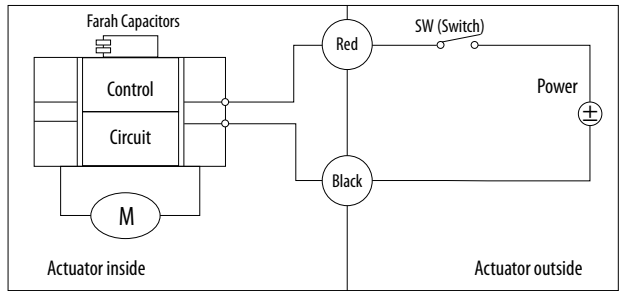 Farah Capacitors
Control
Circuit
M
Actuator inside
Red
SW (Switch)
Power
±
Black
Actuator outside